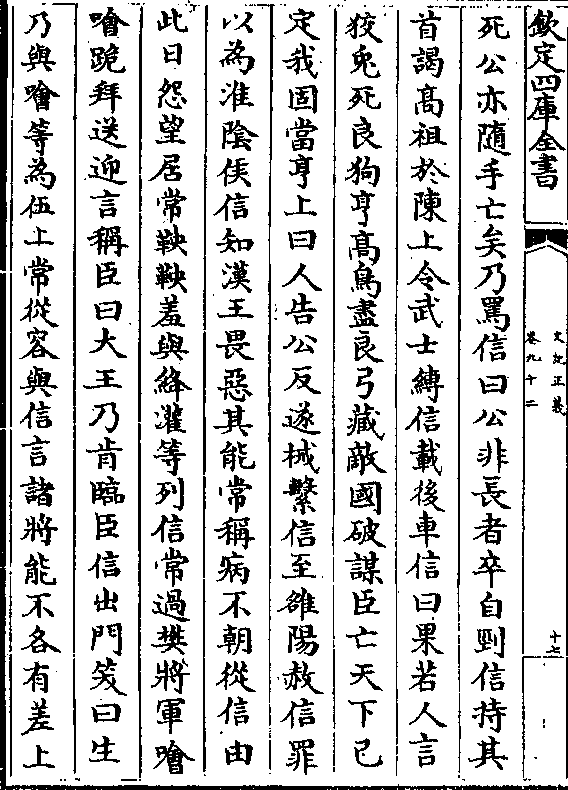 欽定四庫全書
史記正義
卷九十二
十七
死公亦隨手亡矣乃罵信曰公非長者卒自剄信持其
首謁髙祖於陳上令武士縛信載後車信曰果若人言
狡兎死良狗亨髙鳥盡良弓藏敵國破謀臣亡天下已
定我固當亨上曰人告公反遂械繫信至雒陽赦信罪
以為淮隂侯信知漢王畏惡其能常稱病不朝從信由
此日怨望居常鞅鞅羞與絳灌等列信常過樊將軍噲
噲跪拜送迎言稱臣曰大王乃肯臨臣信出門笑曰生
乃與噲等為伍上常從容與信言諸將能不各有差上